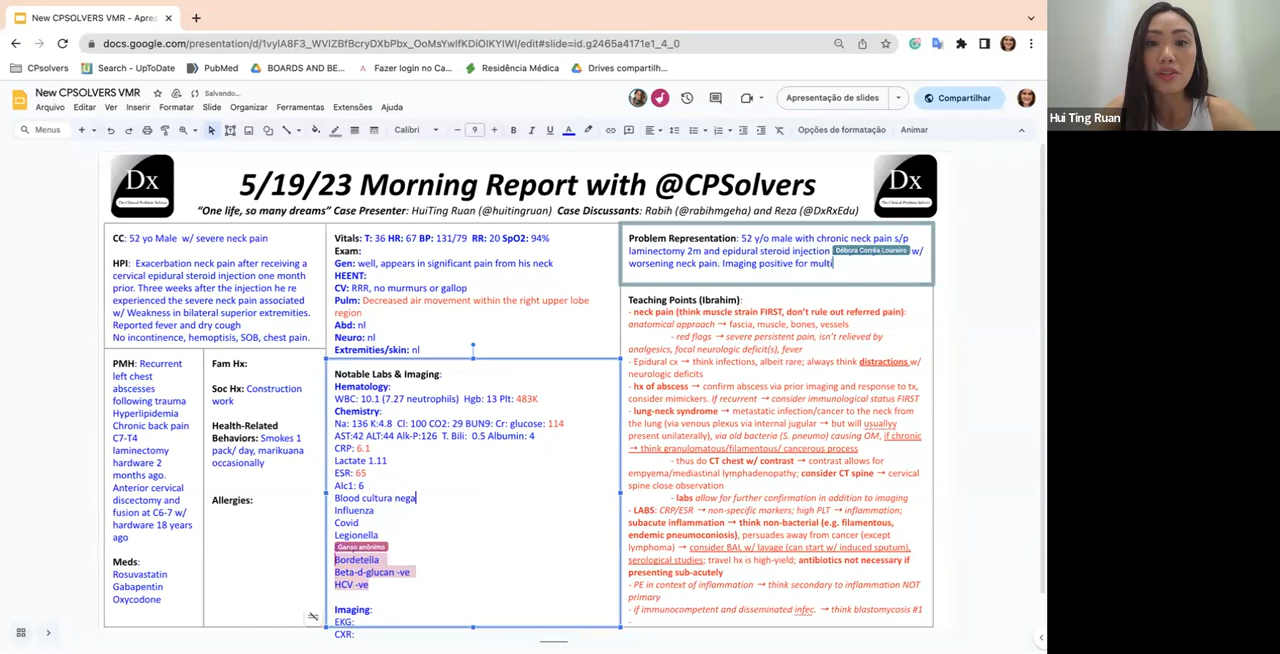 New CPSOLVERS VMR - Apres
docs.google.com/presentation/d/1vyIA8F3_WVIZBfBcryDXbPbx_OoMsYwIfKDiOIKYIWI/edit#slide=id.g2465a4171e1_4_0
CPsolvers
Search - UpToDate
PubMed
BOARDS AND BE...
Fazer login no Ca...
Residência Médica
Drives compartilh...
New CPSOLVERS VMR
Salvando...
Arquivo Editar Ver Inserir Formatar Slide Organizar Ferramentas Extensões Ajuda
Apresentação de slides
Compartilhar
Menus
Calibri
9
Opções de formatação
Animar
Dx
The Clinical Problem Solvers
5/19/23 Morning Report with @CPSolvers
"One life, so many dreams" Case Presenter: HuiTing Ruan (@huitingruan) Case Discussants: Rabih (@rabihmgeha) and Reza (@DxRxEdu)
Dx
The Clinical Problem Solvers
CC: 52 yo Male w/ severe neck pain
HPI: Exacerbation neck pain after receiving a
cervical epidural steroid injection one month
prior. Three weeks after the injection he re
experienced the severe neck pain associated
w/ Weakness in bilateral superior extremities.
Reported fever and dry cough
No incontinence, hemoptisis, SOB, chest pain.
PMH: Recurrent
left chest
abscesses
following trauma
Hyperlipidemia
Chronic back pain
C7-T4
laminectomy
hardware 2
months ago.
Anterior cervical
discectomy and
fusion at C6-7 w/
hardware 18 years
ago
Meds:
Rosuvastatin
Gabapentin
Oxycodone
Fam Hx:
Soc Hx: Construction
work
Health-Related
Behaviors: Smokes 1
pack/ day, marikuana
occasionally
Allergies:
Vitals: T: 36 HR: 67 BP: 131/79 RR: 20 SpO2: 94%
Exam:
Gen: well, appears in significant pain from his neck
HEENT:
CV: RRR, no murmurs or gallop
Pulm: Decreased air movement within the right upper lobe
region
Abd: nl
Neuro: nl
Extremities/skin: nl
Notable Labs & Imaging:
Hematology:
WBC: 10.1 (7.27 neutrophils) Hgb: 13 Plt: 483K
Chemistry:
Na: 136 K:4.8 Cl: 100 CO2: 29 BUN9: Cr: glucose: 114
AST:42 ALT:44 Alk-P:126 T. Bili: 0.5 Albumin: 4
CRP: 6.1
Lactate 1.11
ESR: 65
Alc1: 6
Blood cultura nega
Influenza
Covid
Legionella
Ganso anônimo
Bordetella
Beta-d-glucan -ve
HCV -ve
Imaging:
EKG:
CXR:
Problem Representation: 52 y/o male with chronic neck pain s/p
laminectomy 2m and epidural steroid injection Débora Corrêa Loureiro w/
worsening neck pain. Imaging positive for multi
Teaching Points (Ibrahim):
- neck pain (think muscle strain FIRST, don't rule out referred pain):
anatomical approach → fascia, muscle, bones, vessels
- red flags → severe persistent pain, isn't relieved by
analgesics, focal neurologic deficit(s), fever
- Epidural cx → think infections, albeit rare; always think distractions w/
neurologic deficits
- hx of abscess → confirm abscess via prior imaging and response to tx,
consider mimickers. If recurrent → consider immunological status FIRST
- lung-neck syndrome → metastatic infection/cancer to the neck from
the lung (via venous plexus via internal jugular → but will usuallyy
present unilaterally), via old bacteria (S. pneumo) causing OM, if chronic
→ think granulomatous/filamentous/ cancerous process
- thus do CT chest w/ contrast → contrast allows for
empyema/mediastinal lymphadenopathy; consider CT spine → cervical
spine close observation
- labs allow for further confirmation in addition to imaging
- LABS: CRP/ESR → non-specific markers; high PLT → inflammation;
subacute inflammation → think non-bacterial (e.g. filamentous,
endemic pneumoconiosis), persuades away from cancer (except
lymphoma) → consider BAL w/ lavage (can start w/ induced sputum),
serological studies; travel hx is high-yield; antibiotics not necessary if
presenting sub-acutely
- PE in context of inflammation → think secondary to inflammation NOT
primary
- if immunocompetent and disseminated infec. → think blastomycosis #1
-
Hui Ting Ruan